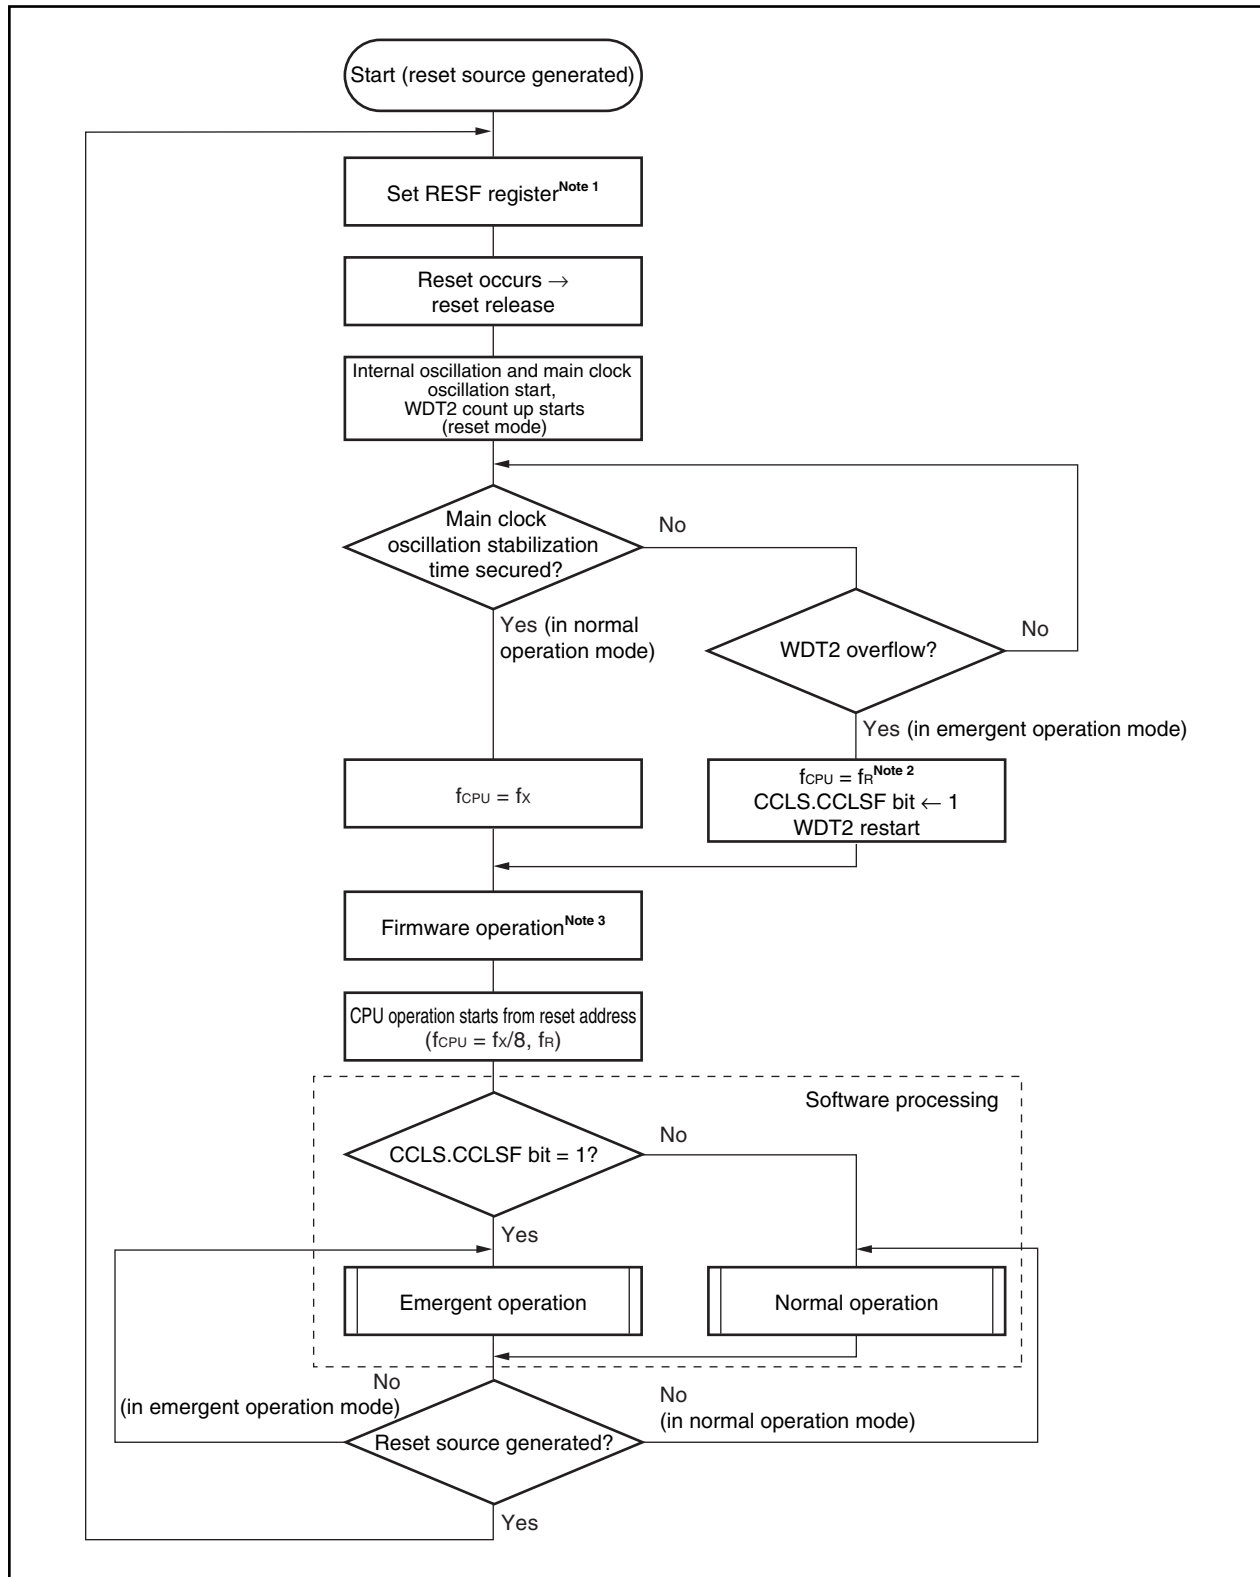 Start (reset source generated)
Set RESF register Note 1
Reset occurs →
reset release
Internal oscillation and main clock
oscillation start,
WDT2 count up starts
(reset mode)
Main clock
oscillation stabilization
time secured?
No
Yes (in normal
operation mode)
WDT2 overflow?
No
Yes (in emergent operation mode)
fCPU = fX
fCPU = fR Note 2
CCLS.CCLSF bit ← 1
WDT2 restart
Firmware operation Note 3
CPU operation starts from reset address
(fCPU = fX/8, fR)
Software processing
CCLS.CCLSF bit = 1?
No
Yes
Emergent operation
Normal operation
No
(in emergent operation mode)
No
(in normal operation mode)
Reset source generated?
Yes